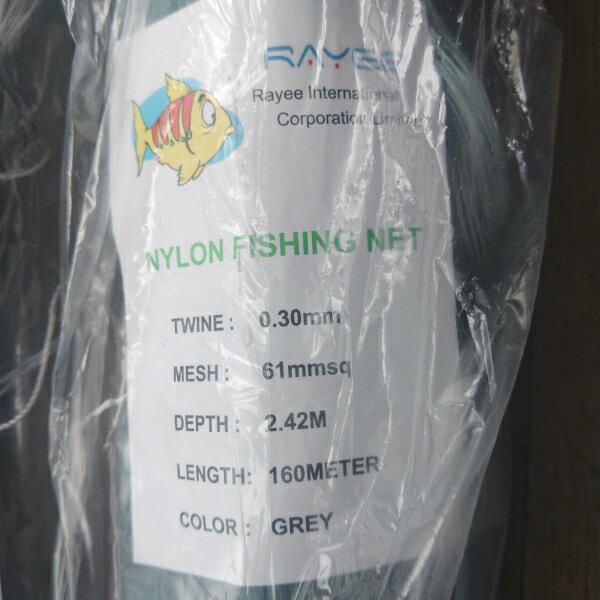 RAYEE
Rayee International
Corporation Limited
NYLON FISHING NET
TWINE : 0.30mm
MESH : 61mmsq
DEPTH : 2.42M
LENGTH: 160METER
COLOR : GREY